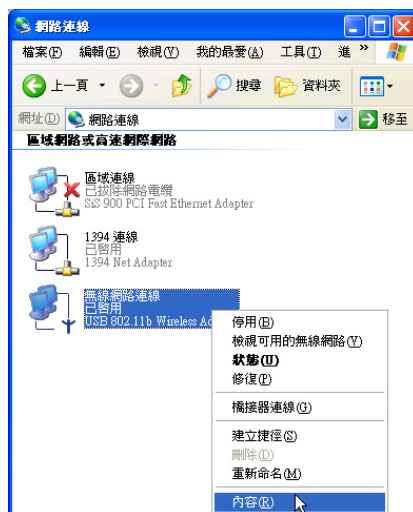 網路連線
檔案(F) 編輯(E) 檢視(V) 我的最愛(A) 工具(T) 進 »
上一頁 搜尋 資料夾
網址(D) 網路連線 移至
區域網路或高速網際網路
區域連線
已拔除網路電纜
SiS 900 PCI Fast Ethernet Adapter
1394 連線
已啓用
1394 Net Adapter
無線網路連線
已啓用
USB 802.11b Wireless Ad
停用(B)
檢視可用的無線網路(V)
狀態(U)
修復(P)
橋接器連線(G)
建立捷徑(S)
刪除(D)
重新命名(M)
內容(R)